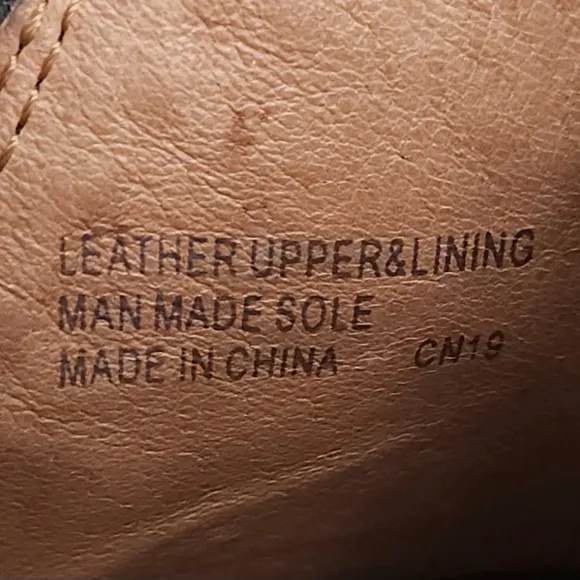 LEATHER UPPER&LINING
MAN MADE SOLE
MADE IN CHINA CN19